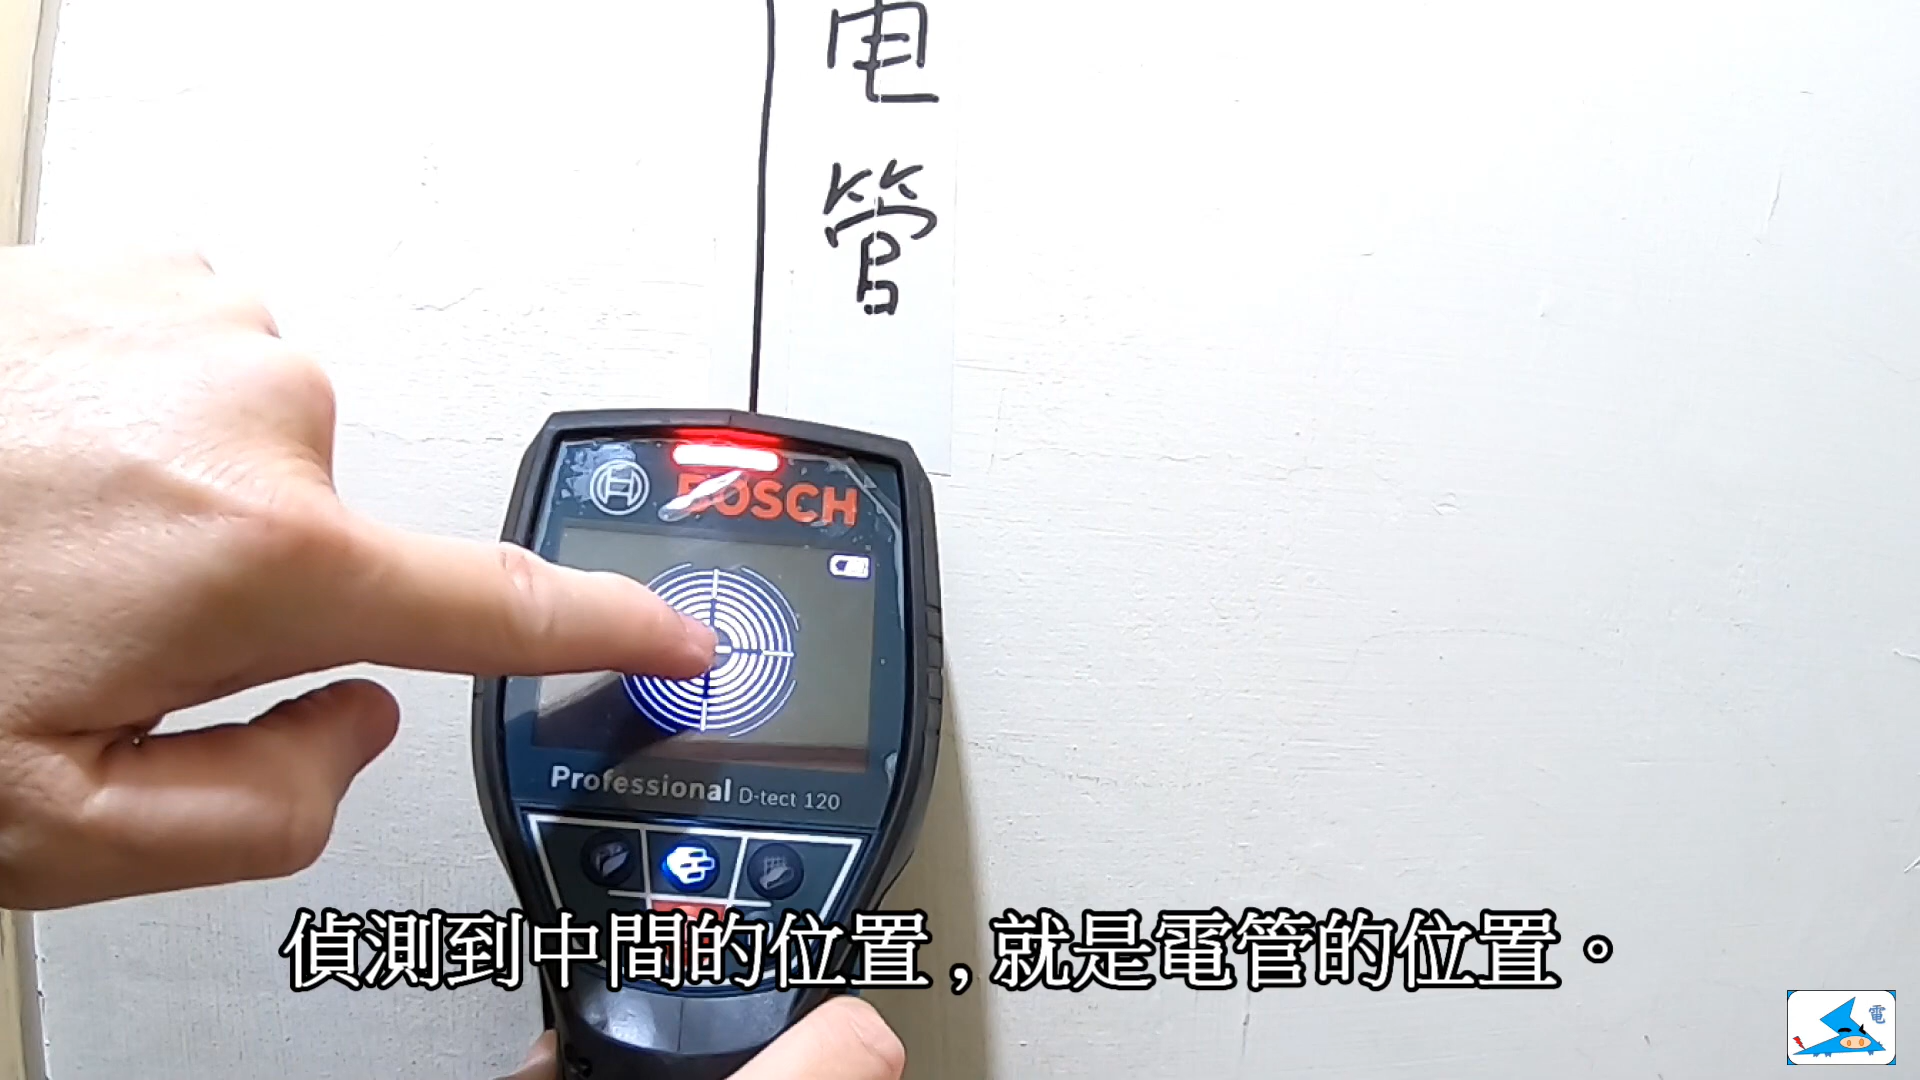 电
管
BOSCH
Professional D-tect 120
偵測到中間的位置，就是電管的位置。
電